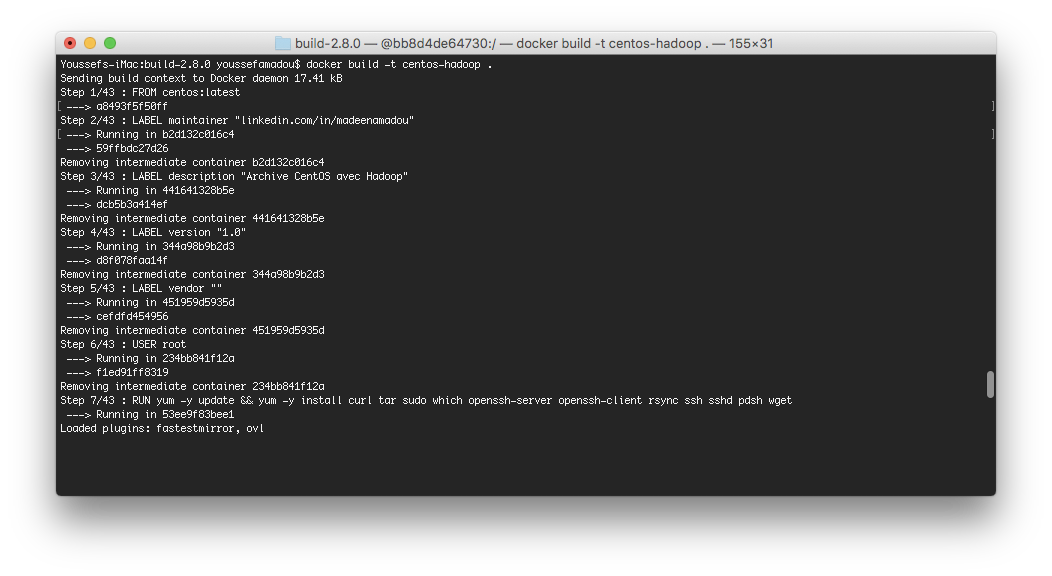 build-2.8.0 — @bb8d4de64730:/ — docker build -t centos-hadoop . — 155×31
Youssefs-iMac:build-2.8.0 youssefamadou$ docker build -t centos-hadoop .
Sending build context to Docker daemon 17.41 kB
Step 1/43 : FROM centos:latest
[ ---> a8493f5f50ff ]
Step 2/43 : LABEL maintainer "linkedin.com/in/madeenamadou"
[ ---> Running in b2d132c016c4 ]
 ---> 59ffbdc27d26
Removing intermediate container b2d132c016c4
Step 3/43 : LABEL description "Archive CentOS avec Hadoop"
 ---> Running in 441641328b5e
 ---> dcb5b3a414ef
Removing intermediate container 441641328b5e
Step 4/43 : LABEL version "1.0"
 ---> Running in 344a98b9b2d3
 ---> d8f078faa14f
Removing intermediate container 344a98b9b2d3
Step 5/43 : LABEL vendor ""
 ---> Running in 451959d5935d
 ---> cefdfd454956
Removing intermediate container 451959d5935d
Step 6/43 : USER root
 ---> Running in 234bb841f12a
 ---> f1ed91ff8319
Removing intermediate container 234bb841f12a
Step 7/43 : RUN yum -y update && yum -y install curl tar sudo which openssh-server openssh-client rsync ssh sshd pdsh wget
 ---> Running in 53ee9f83bee1
Loaded plugins: fastestmirror, ovl